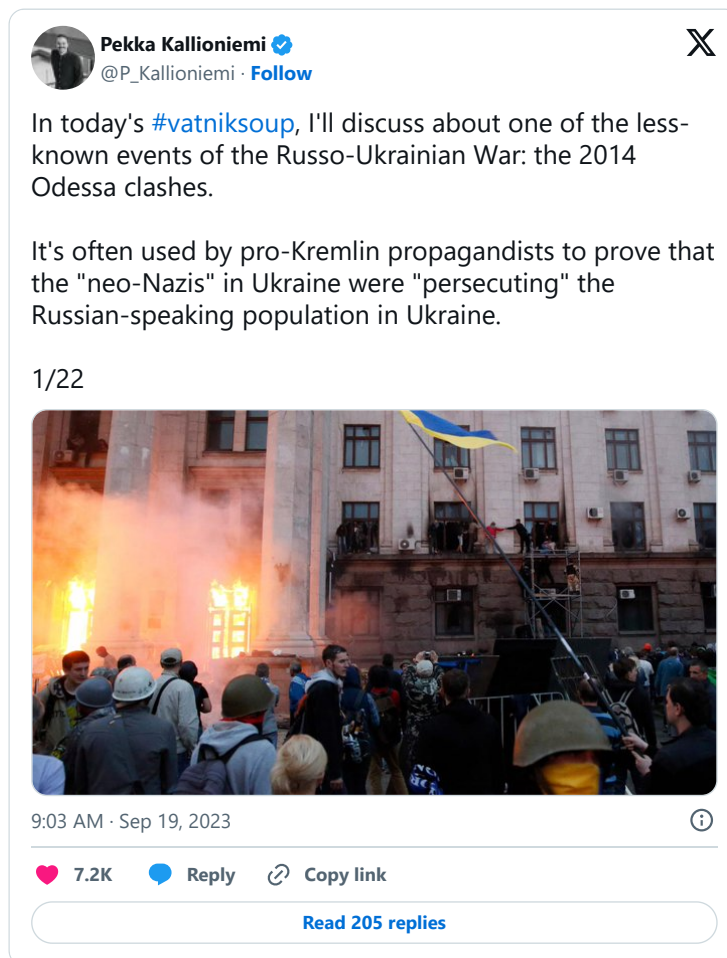 Pekka Kallioniemi
@P_Kallioniemi · Follow
In today's #vatniksoup, I'll discuss about one of the less-
known events of the Russo-Ukrainian War: the 2014
Odessa clashes.
It's often used by pro-Kremlin propagandists to prove that
the "neo-Nazis" in Ukraine were "persecuting" the
Russian-speaking population in Ukraine.
1/22
9:03 AM · Sep 19, 2023
7.2K Reply Copy link
Read 205 replies